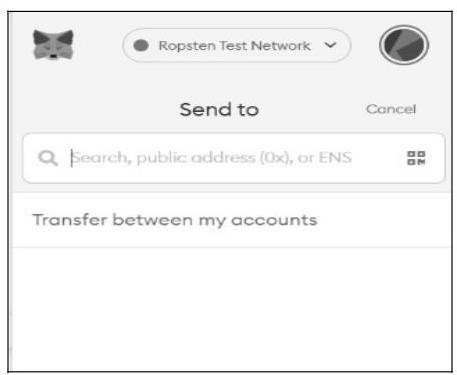 Ropsten Test Network
Send to
Cancel
Search, public address (0x), or ENS
Transfer between my accounts